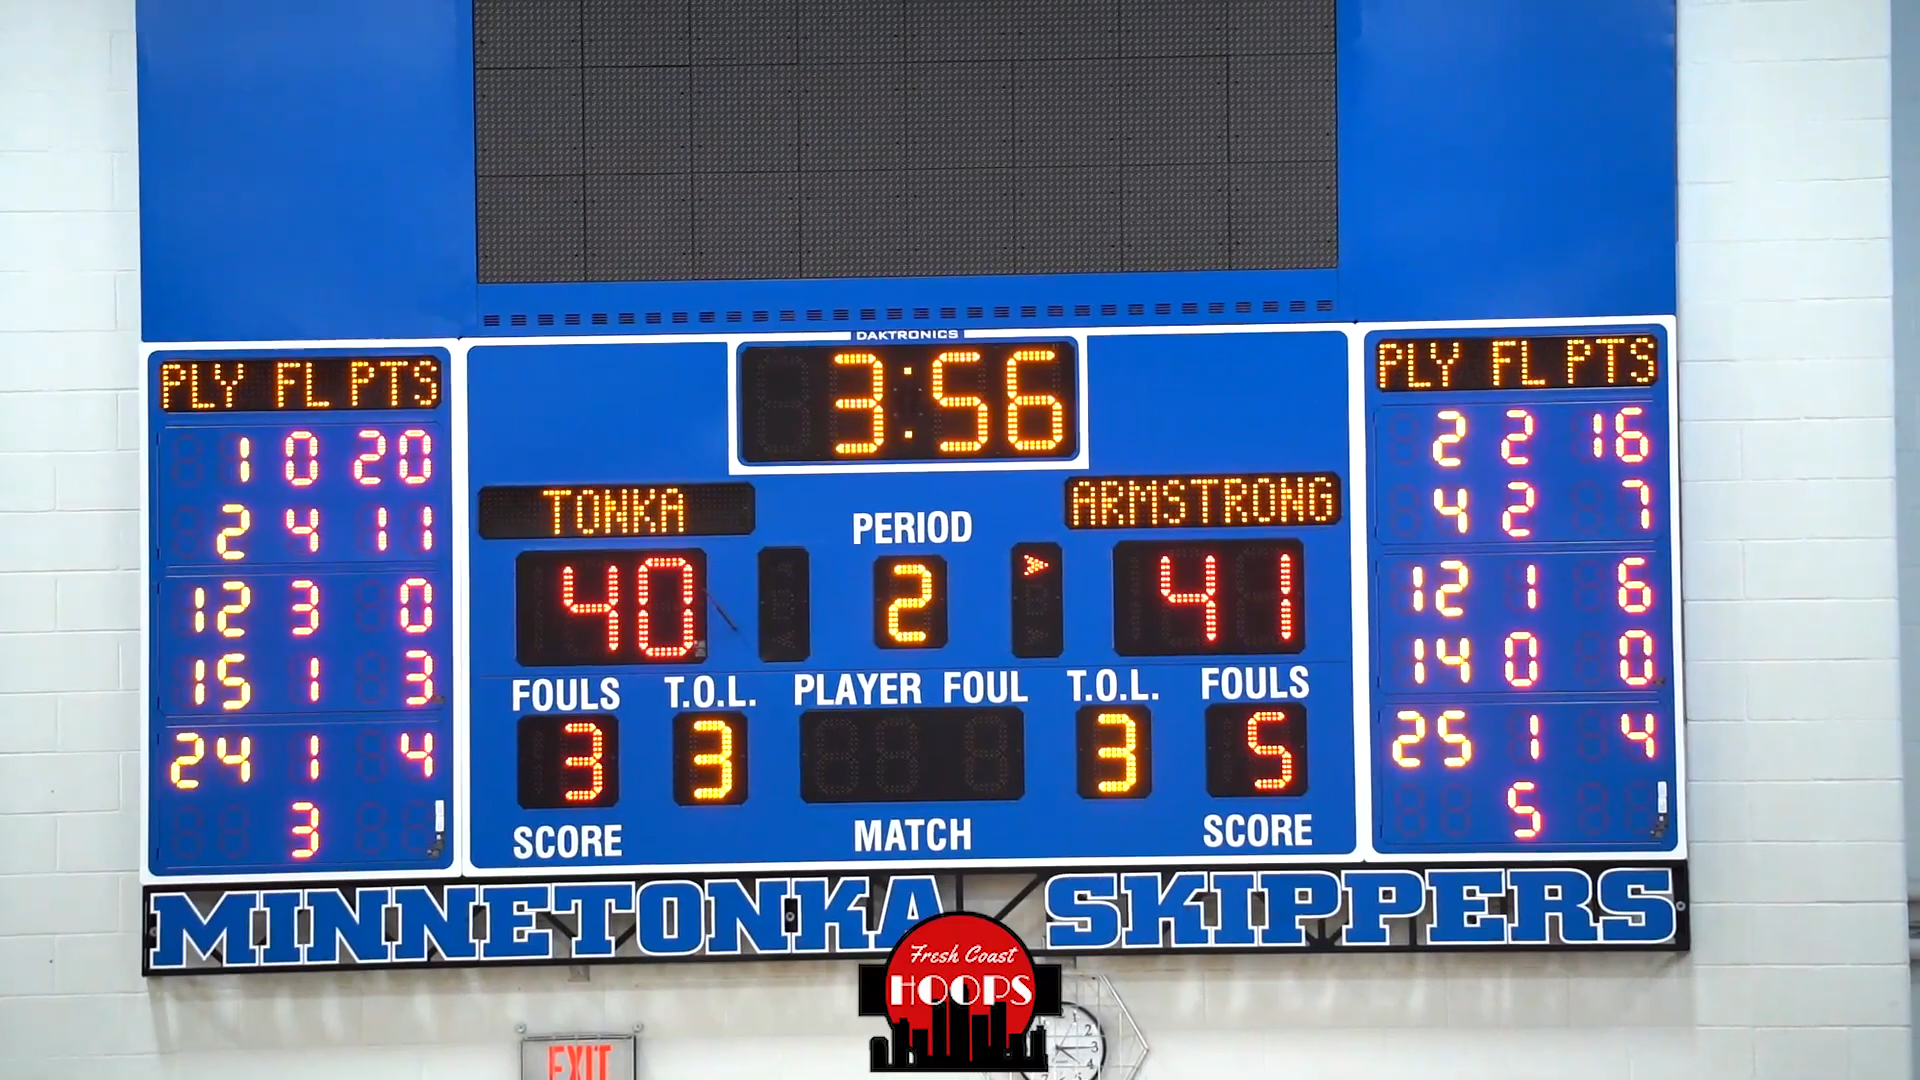 DAKTRONICS
3:56
PLY FL PTS
1 0 20
2 4 11
12 3 0
15 1 3
24 1 4
3
TONKA
40
PERIOD
2
ARMSTRONG
41
FOULS T.O.L. PLAYER FOUL T.O.L. FOULS
3 3 3 5
SCORE MATCH SCORE
PLY FL PTS
2 2 16
4 2 7
12 1 6
14 0 0
25 1 4
5
MINNETONKA SKIPPERS
Fresh Coast
HOOPS
EXIT
1
2
3